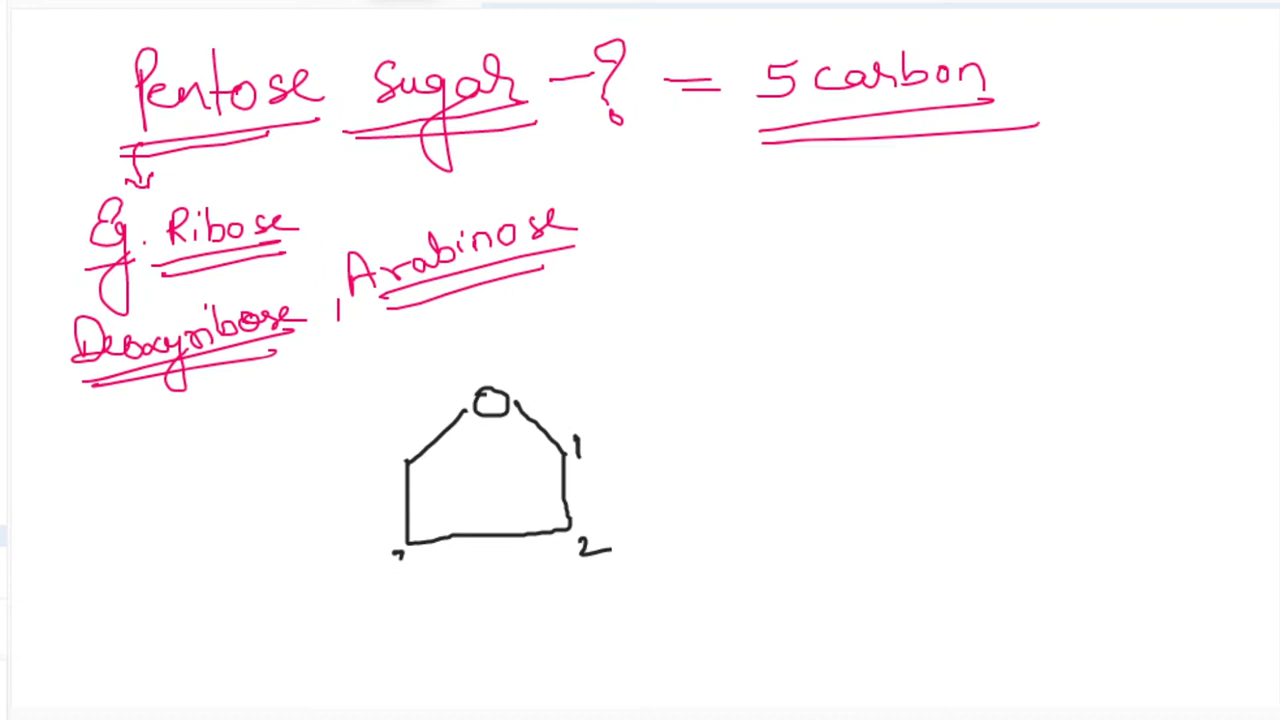 Pentose sugar - ? = 5 carbon
Eg. Ribose
Deoxyribose , Arabinose
O
1
2